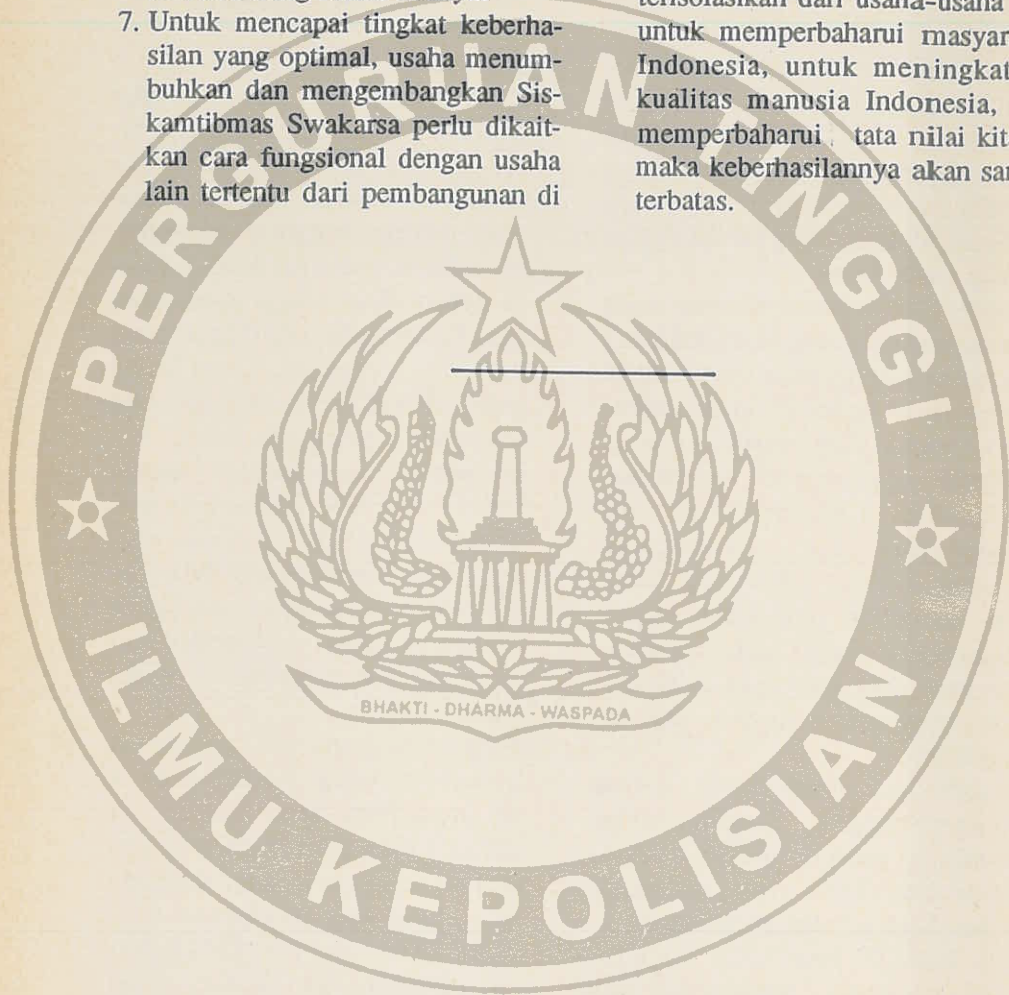 7. Untuk mencapai tingkat keberha-
silan yang optimal, usaha menum-
buhkan dan mengembangkan Sis-
kamtibmas Swakarsa perlu dikait-
kan cara fungsional dengan usaha
lain tertentu dari pembangunan di
untuk memperbaharui masyar
Indonesia, untuk meningkat
kualitas manusia Indonesia,
memperbaharui tata nilai kit
maka keberhasilannya akan sar
terbatas.
PERGURUAN TINGGI
ILMU KEPOLISIAN
BHAKTI - DHARMA - WASPADA